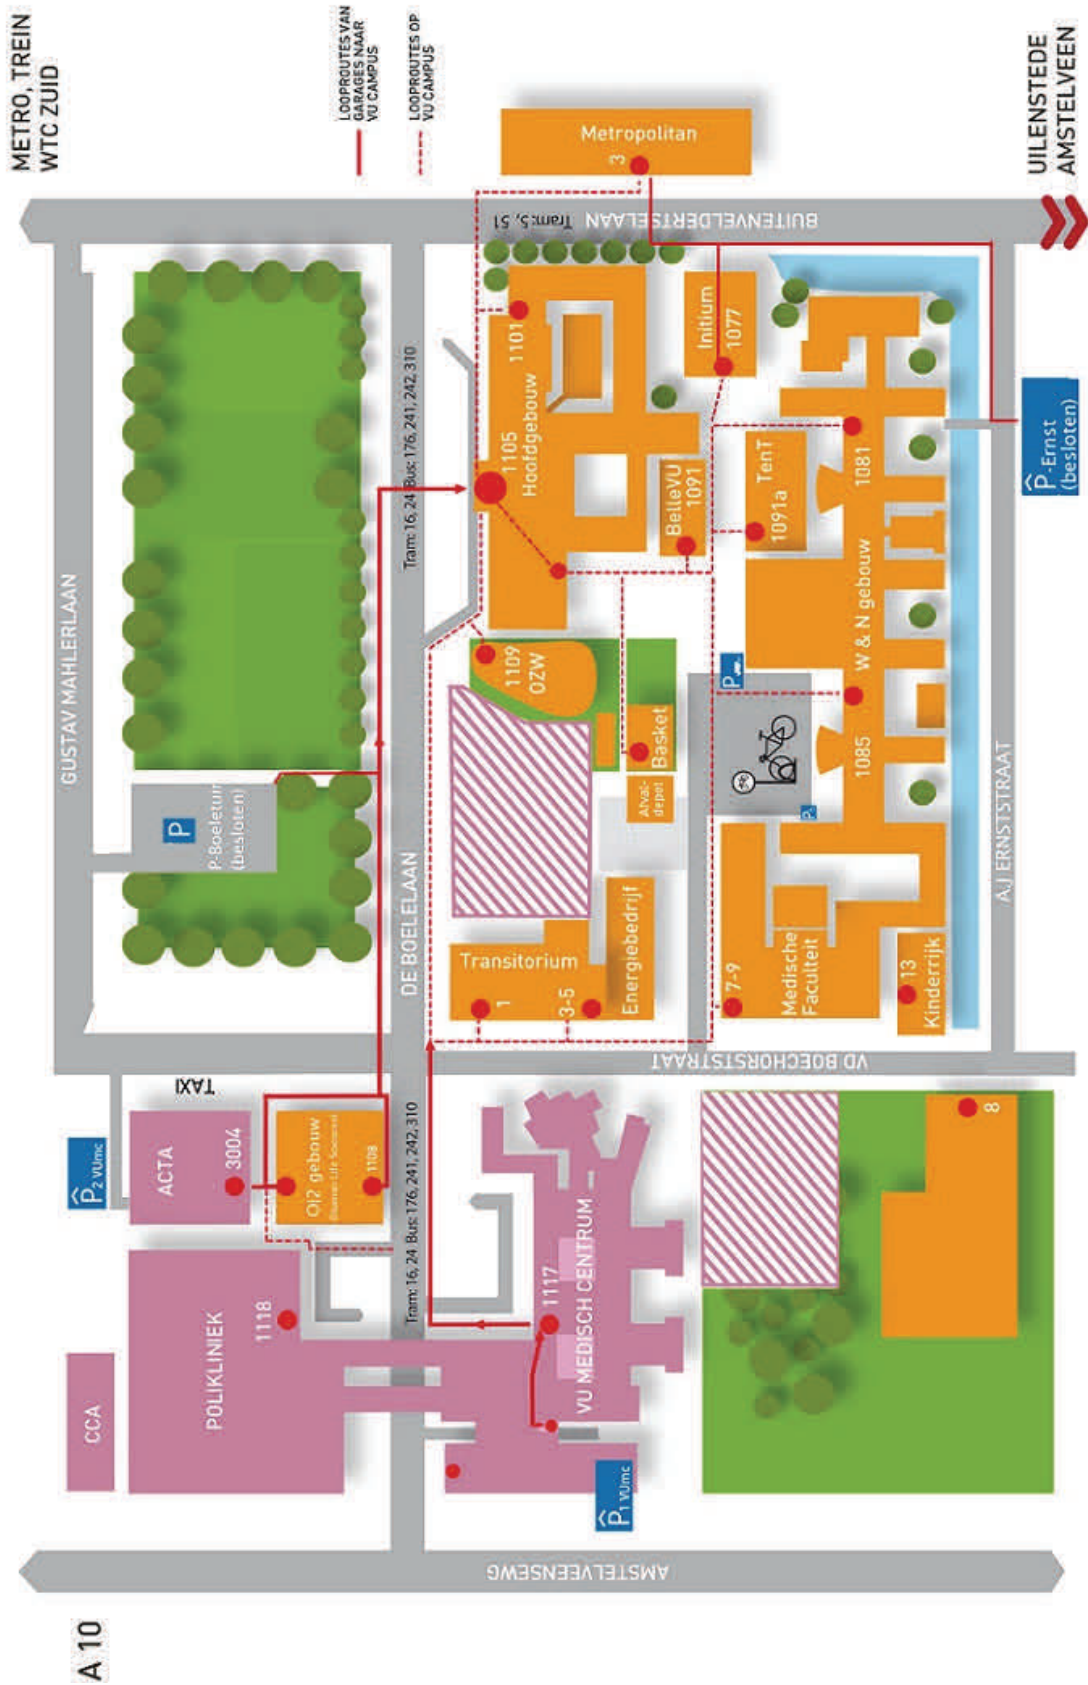 METRO, TREIN
WTC ZUID
LOOPROUTES VAN
GARAGES NAAR
VU CAMPUS
LOOPROUTES OP
VU CAMPUS
UILENSTEDE
AMSTELVEEN
A 10
GUSTAV MAHLERLAAN
DE BOELELAAN
BUITENVELDERTSELAAN
Tram: 5, 51
Metropolitan
3
Tram: 16, 24 Bus: 176, 241, 242, 310
1101
1105
Hoofdgebouw
Initium
1077
BelleVU
1091
TenT
1091a
1081
W & N gebouw
1085
1109
OZW
Basket
P
P
P-Boeletuin
(besloten)
P
Transitorium
1
3-5
Energiebedrijf
7-9
Medische
Faculteit
13
Kinderrijk
A.J ERNSTSTRAAT
P-Ernst
(besloten)
VD BOECHORSTSTRAAT
TAXI
P2 VUmc
ACTA
3004
O|2 gebouw
1108
Tram: 16, 24 Bus: 176, 241, 242, 310
CCA
POLIKLINIEK
1118
1117
VU MEDISCH CENTRUM
P1 VUmc
8
AMSTELVEENSEWG